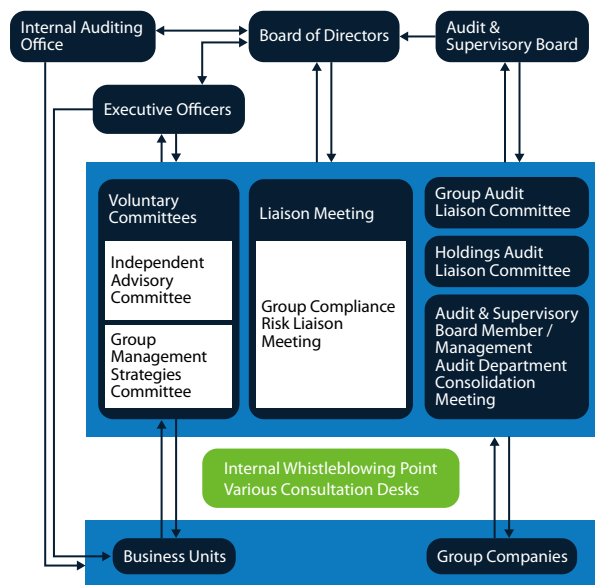 Internal Auditing
Office
Board of Directors
Audit &
Supervisory Board
Executive Officers
Voluntary
Committees
Independent
Advisory
Committee
Group
Management
Strategies
Committee
Liaison Meeting
Group Compliance
Risk Liaison
Meeting
Group Audit
Liaison Committee
Holdings Audit
Liaison Committee
Audit & Supervisory
Board Member /
Management
Audit Department
Consolidation
Meeting
Internal Whistleblowing Point
Various Consultation Desks
Business Units
Group Companies